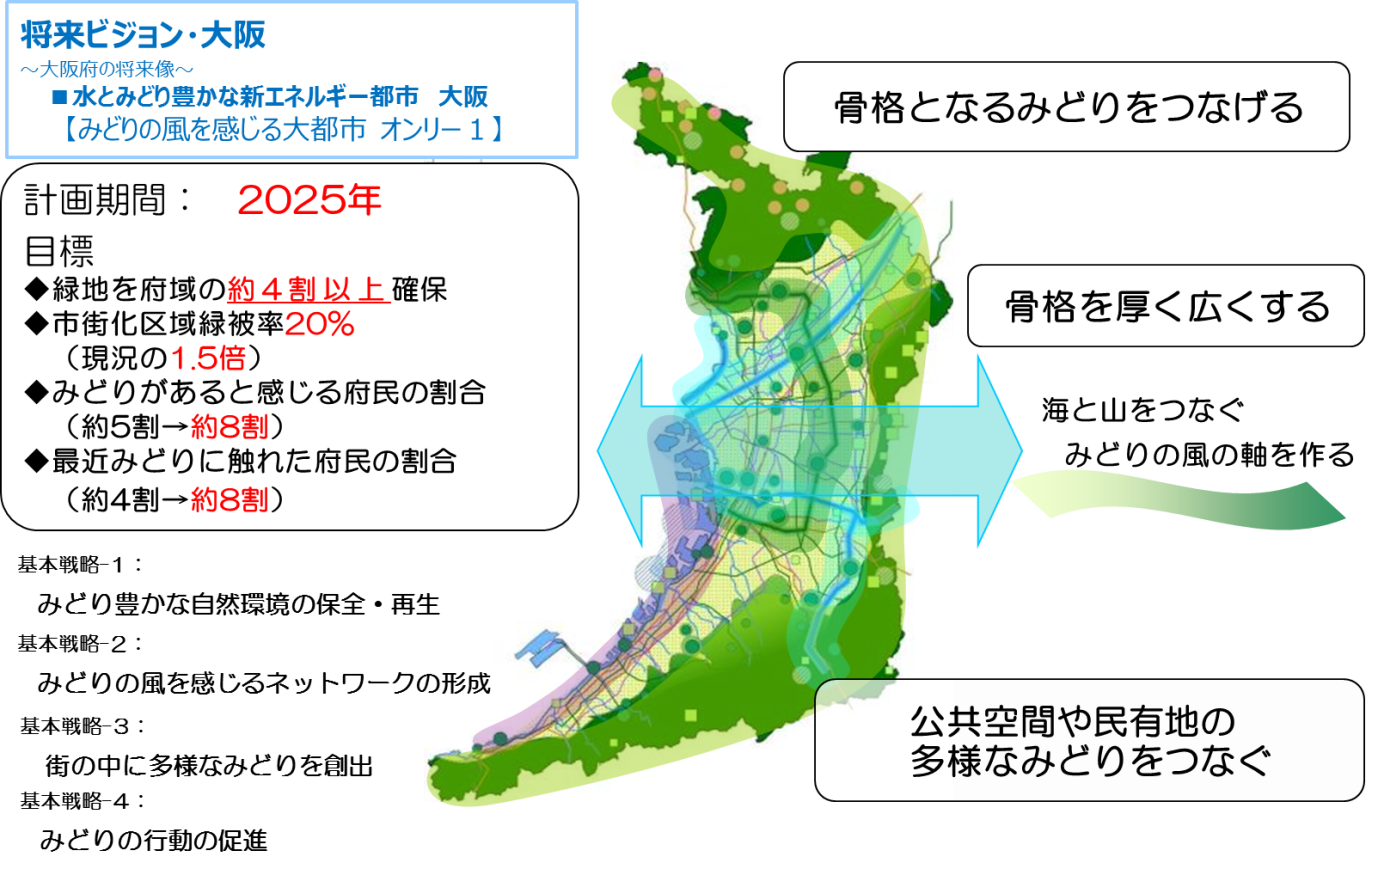 将来ビジョン・大阪
～大阪府の将来像～
■水とみどり豊かな新エネルギー都市　大阪
【みどりの風を感じる大都市 オンリー１】
計画期間：　2025年
目標
◆緑地を府域の約４割以上確保
◆市街化区域緑被率20%
（現況の1.5倍）
◆みどりがあると感じる府民の割合
（約5割→約8割）
◆最近みどりに触れた府民の割合
（約4割→約8割）
基本戦略-１：
みどり豊かな自然環境の保全・再生
基本戦略-２：
みどりの風を感じるネットワークの形成
基本戦略-３：
街の中に多様なみどりを創出
基本戦略-４：
みどりの行動の促進
骨格となるみどりをつなげる
骨格を厚く広くする
海と山をつなぐ
みどりの風の軸を作る
公共空間や民有地の
多様なみどりをつなぐ